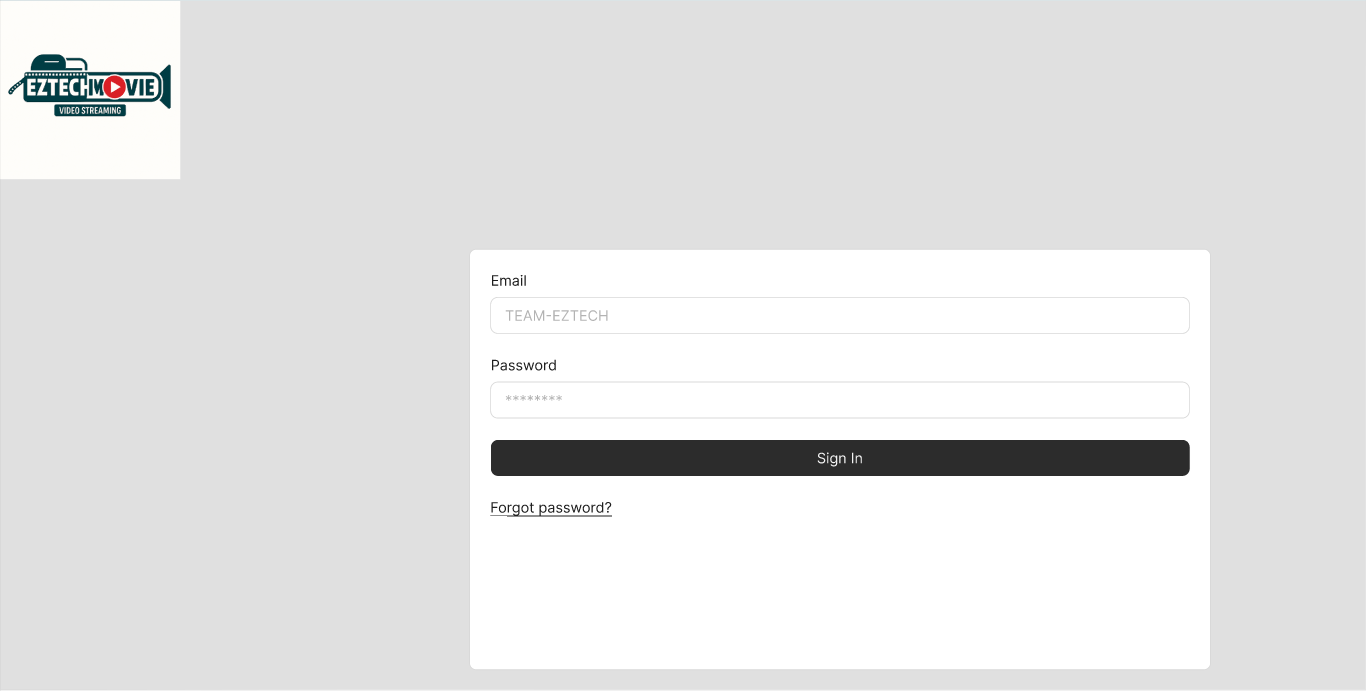 EZTECHMOVIE
VIDEO STREAMING
Email
TEAM-EZTECH
Password
********
Sign In
Forgot password?